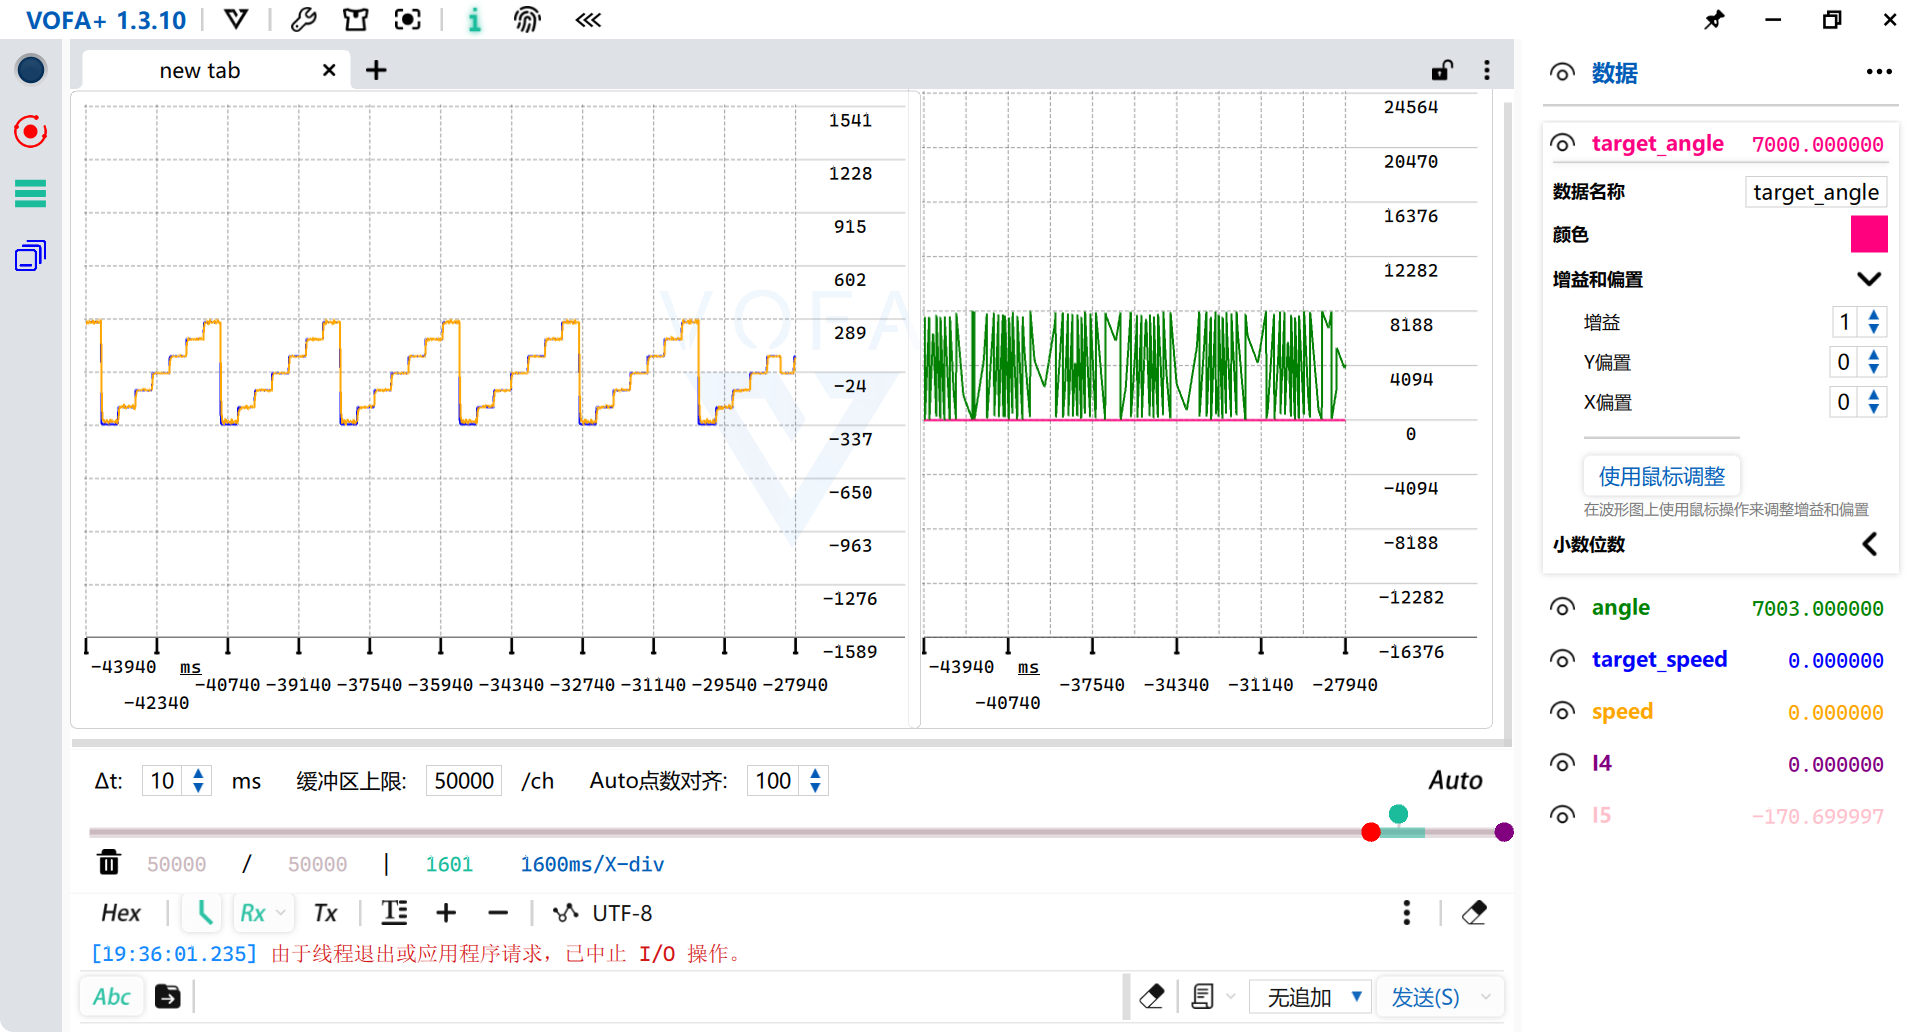 VOFA+ 1.3.10
new tab
数据
1541
1228
915
602
289
-24
-337
-650
-963
-1276
-1589
-43940 ms
-40740 -39140 -37540 -35940 -34340 -32740 -31140 -29540 -27940
-42340
VOFA
24564
20470
16376
12282
8188
4094
0
-4094
-8188
-12282
-16376
-43940 ms
-37540 -34340 -31140 -27940
-40740
target_angle 7000.000000
数据名称 target_angle
颜色
增益和偏置
增益 1
Y偏置 0
X偏置 0
使用鼠标调整
在波形图上使用鼠标操作来调整增益和偏置
小数位数
angle 7003.000000
target_speed 0.000000
speed 0.000000
I4 0.000000
I5 -170.699997
Δt: 10 ms 缓冲区上限: 50000 /ch Auto点数对齐: 100 Auto
50000 / 50000 | 1601 1600ms/X-div
Hex Rx Tx UTF-8
[19:36:01.235] 由于线程退出或应用程序请求，已中止 I/O 操作。
Abc 无追加 发送(S)